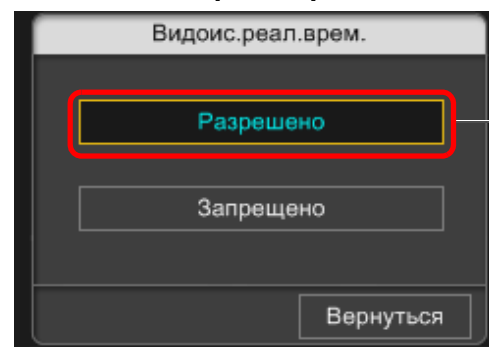 Видоис.реал.врем.
Разрешено
Запрещено
Вернуться